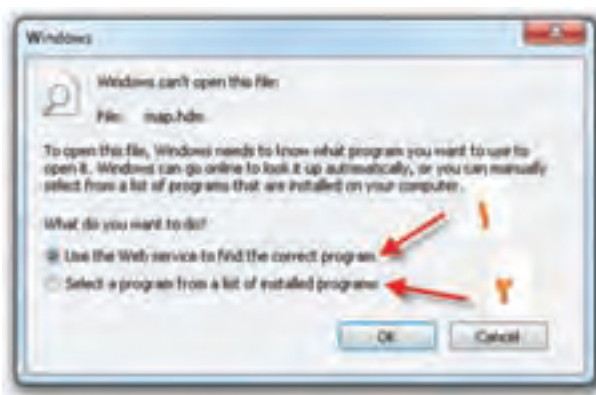 Windows
Windows can't open this file:
File: map.hdm
To open this file, Windows needs to know what program you want to use to
open it. Windows can go online to look it up automatically, or you can manually
select from a list of programs that are installed on your computer.
What do you want to do?
Use the Web service to find the correct program
۱
Select a program from a list of installed programs
۲
OK
Cancel